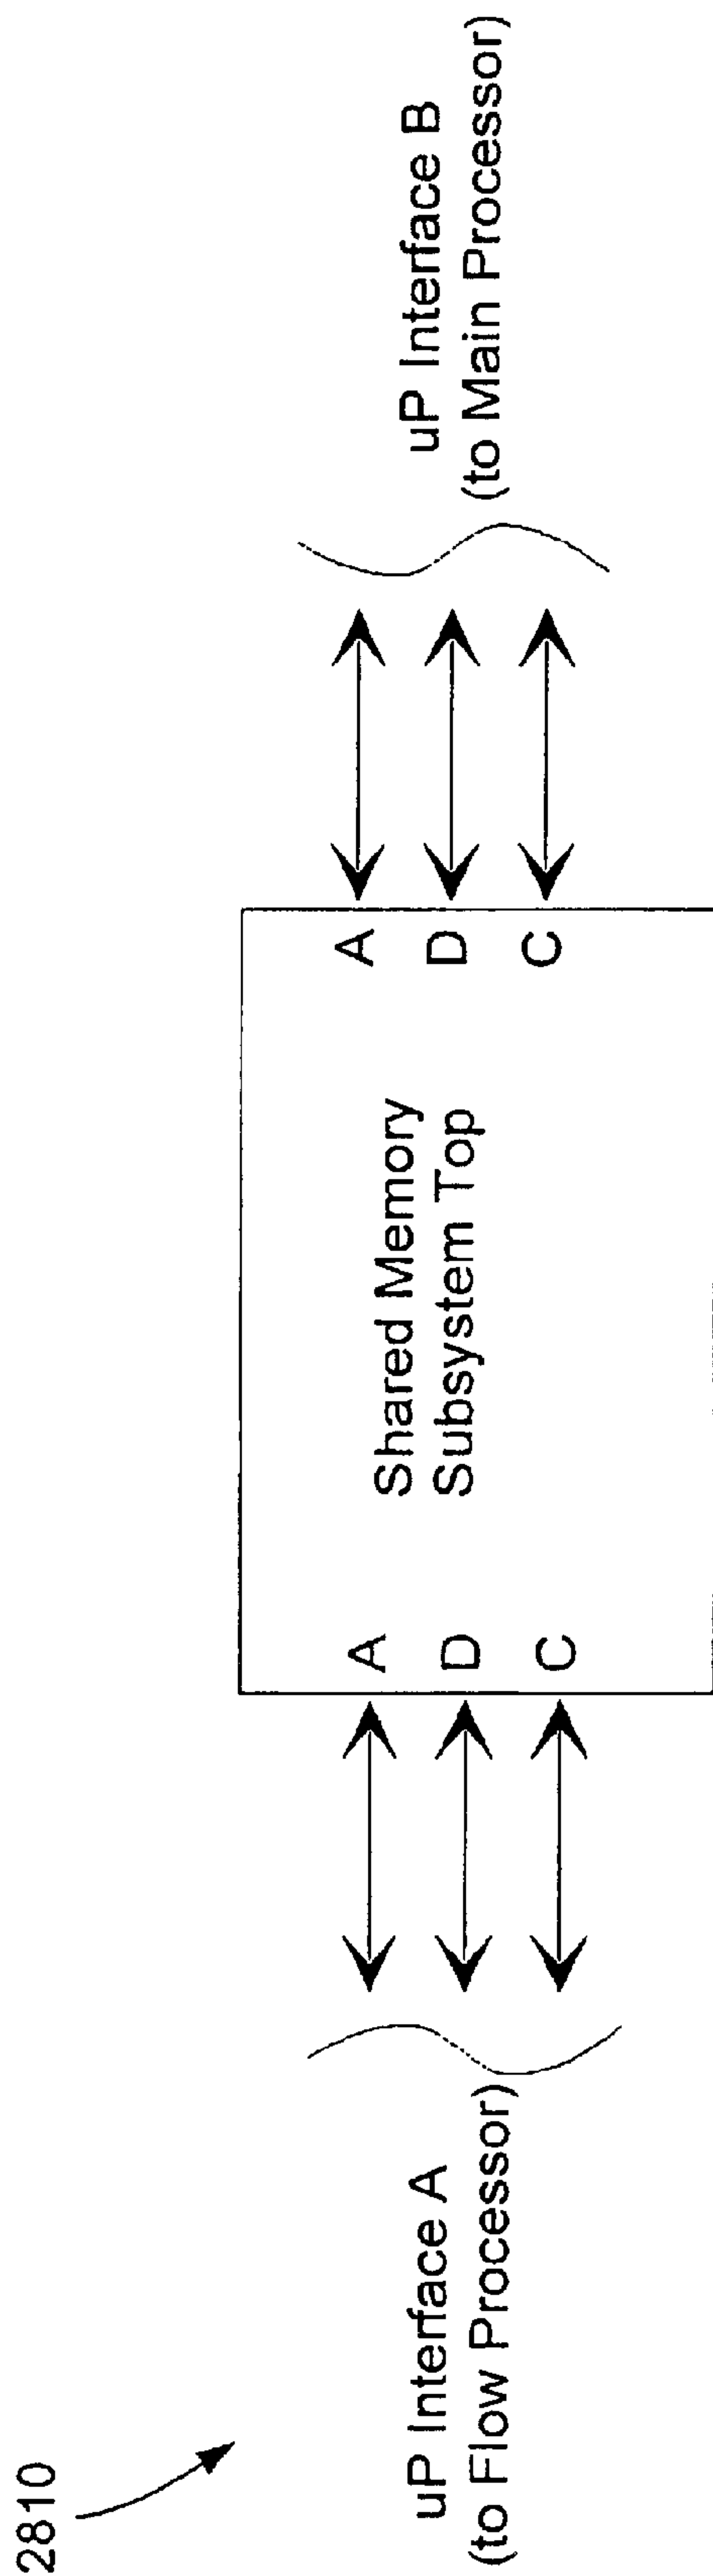 2810
uP Interface A
(to Flow Processor)
A
D
C
Shared Memory
Subsystem Top
A
D
C
uP Interface B
(to Main Processor)